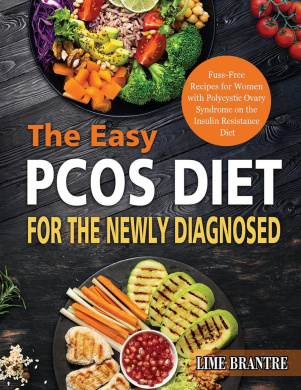 Fuss-Free
Recipes for Women
with Polycystic Ovary
Syndrome on the
Insulin Resistance
Diet
The Easy
PCOS DIET
FOR THE NEWLY DIAGNOSED
LIME BRANTRE